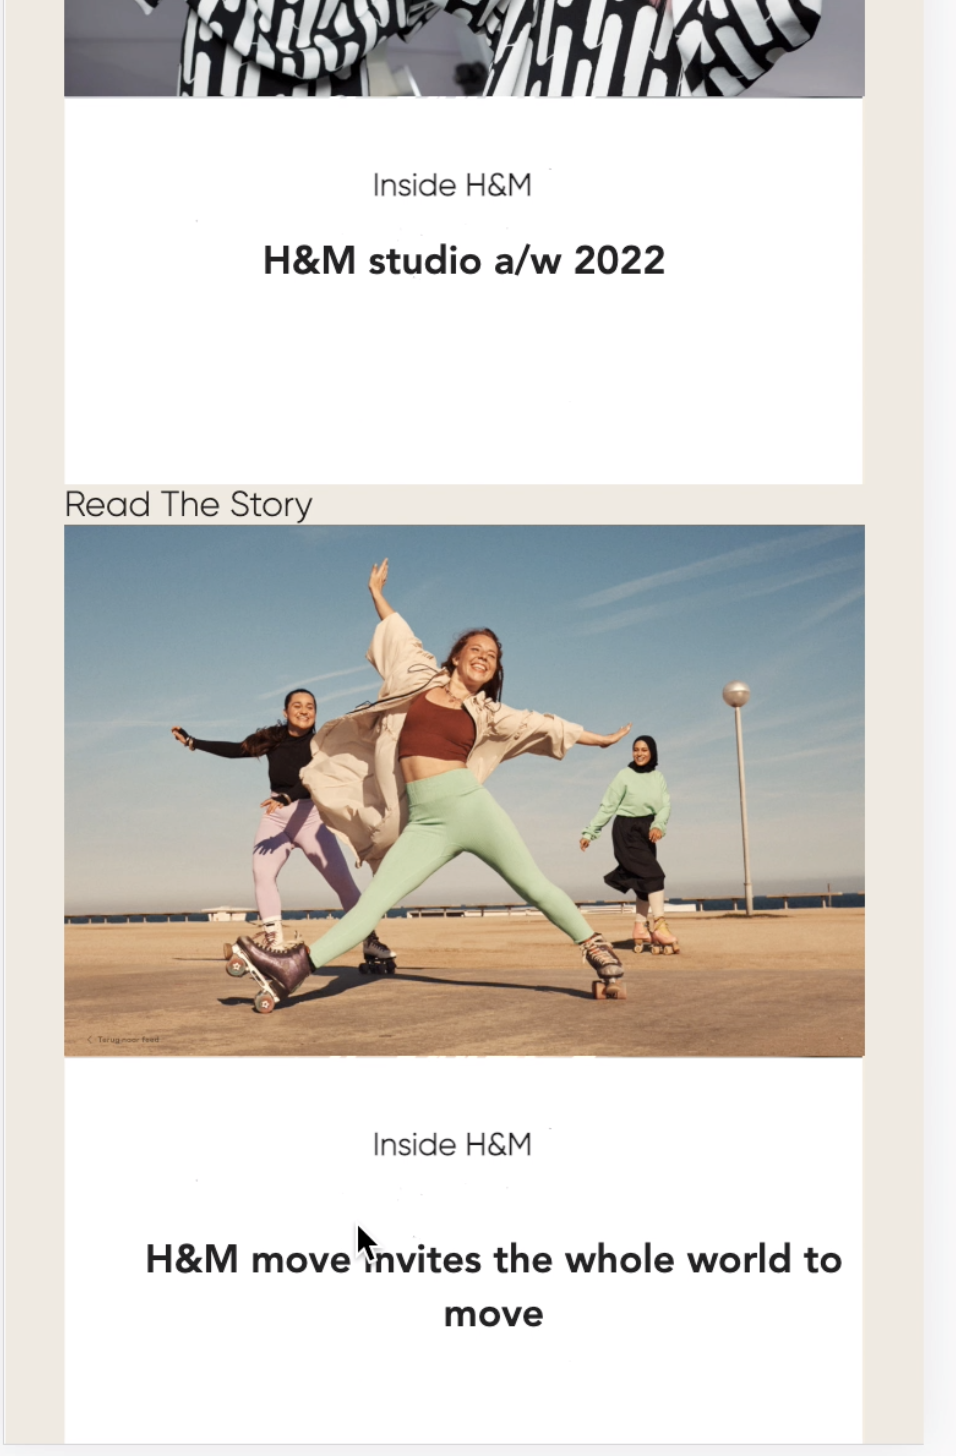 Inside H&M
H&M studio a/w 2022
Read The Story
Terug naar feed
Inside H&M
H&M move invites the whole world to
move